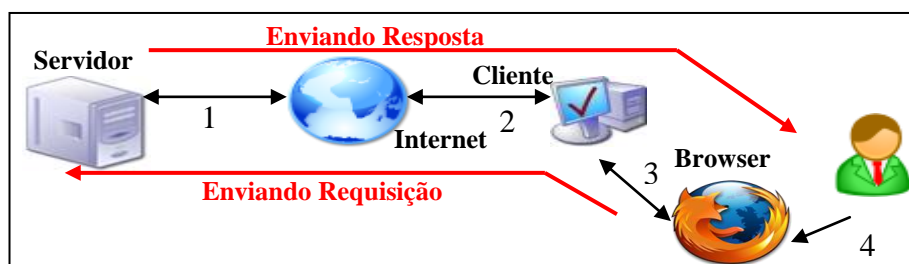 Enviando Resposta
Servidor
Cliente
1
2
Internet
Browser
3
Enviando Requisição
4